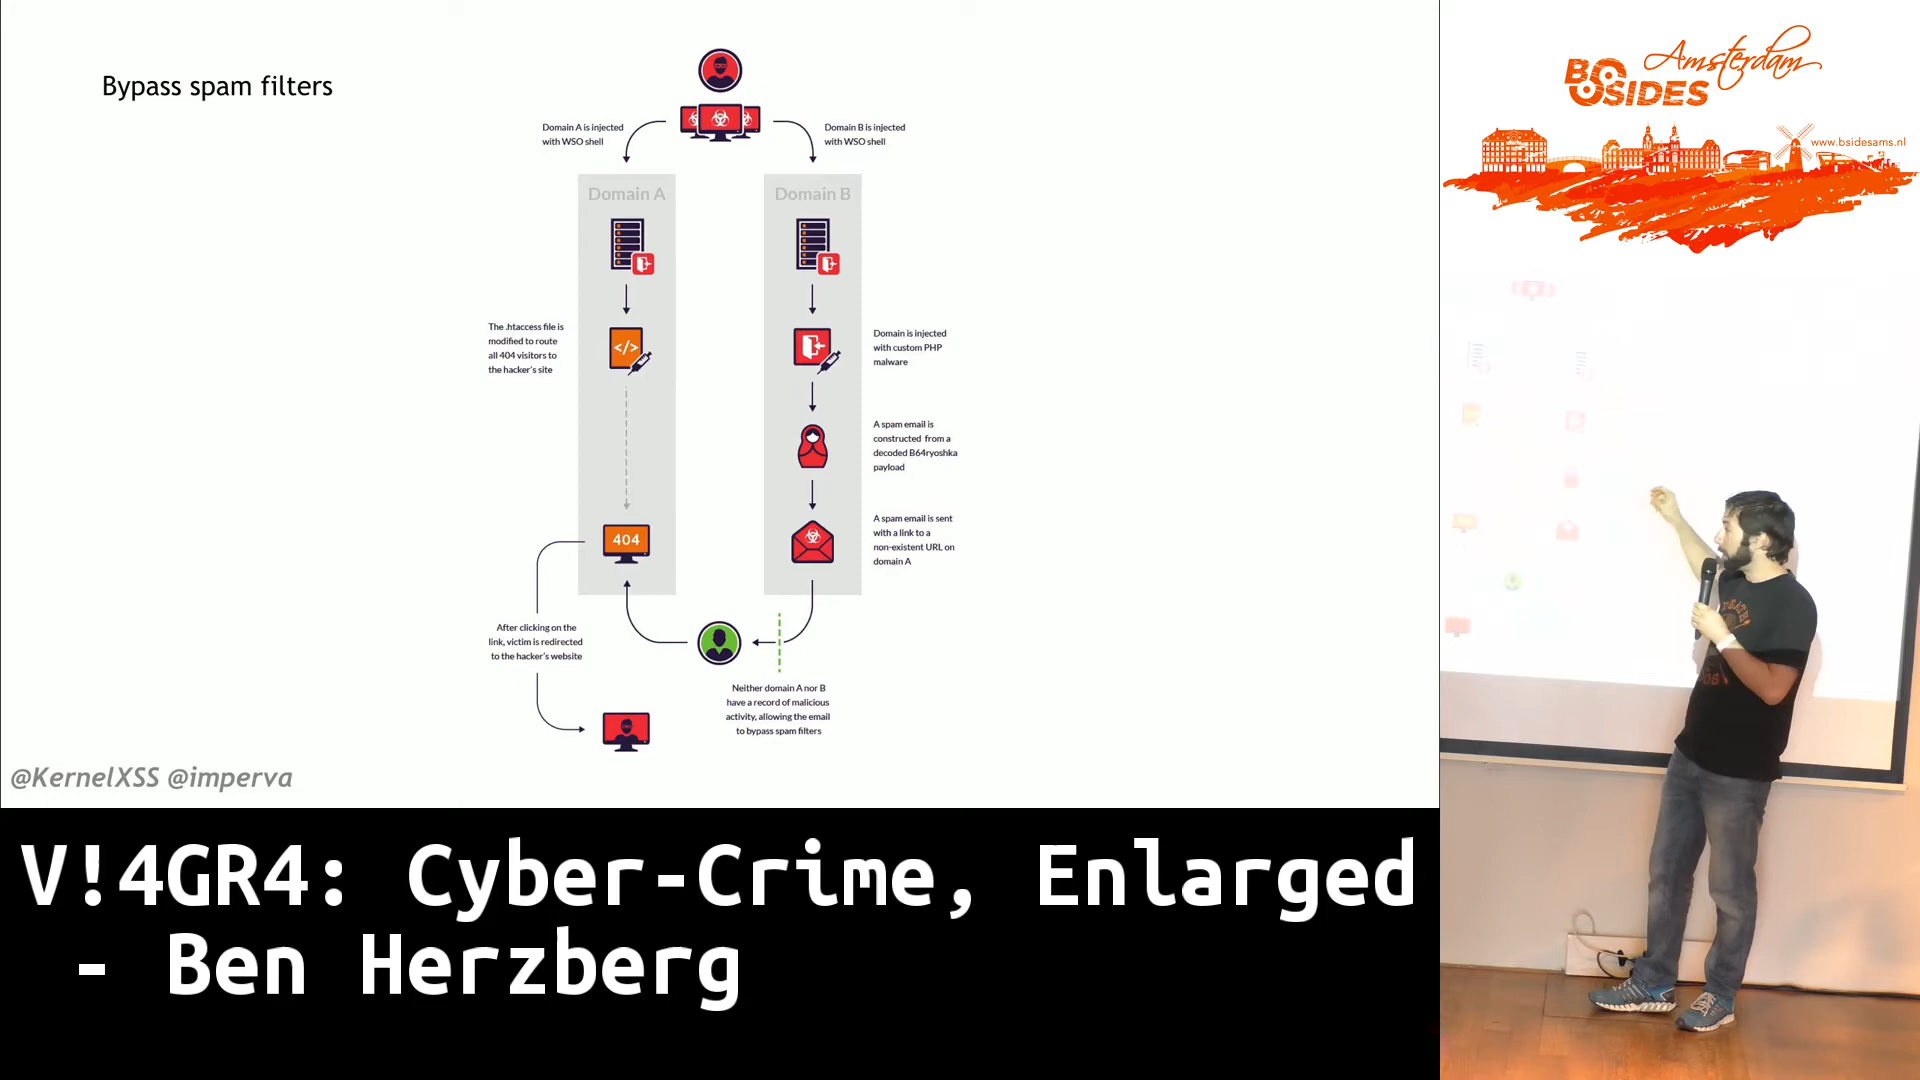 Bypass spam filters
Domain A is injected
with WSO shell
Domain B is injected
with WSO shell
Domain A
Domain B
The .htaccess file is
modified to route
all 404 visitors to
the hacker's site
</>
Domain is injected
with custom PHP
malware
A spam email is
constructed from a
decoded B64ryoshka
payload
404
A spam email is sent
with a link to a
non-existent URL on
domain A
After clicking on the
link, victim is redirected
to the hacker's website
Neither domain A nor B
have a record of malicious
activity, allowing the email
to bypass spam filters
@KernelXSS @imperva
BSIDES
Amsterdam
www.bsidesams.nl
V!4GR4: Cyber-Crime, Enlarged
- Ben Herzberg